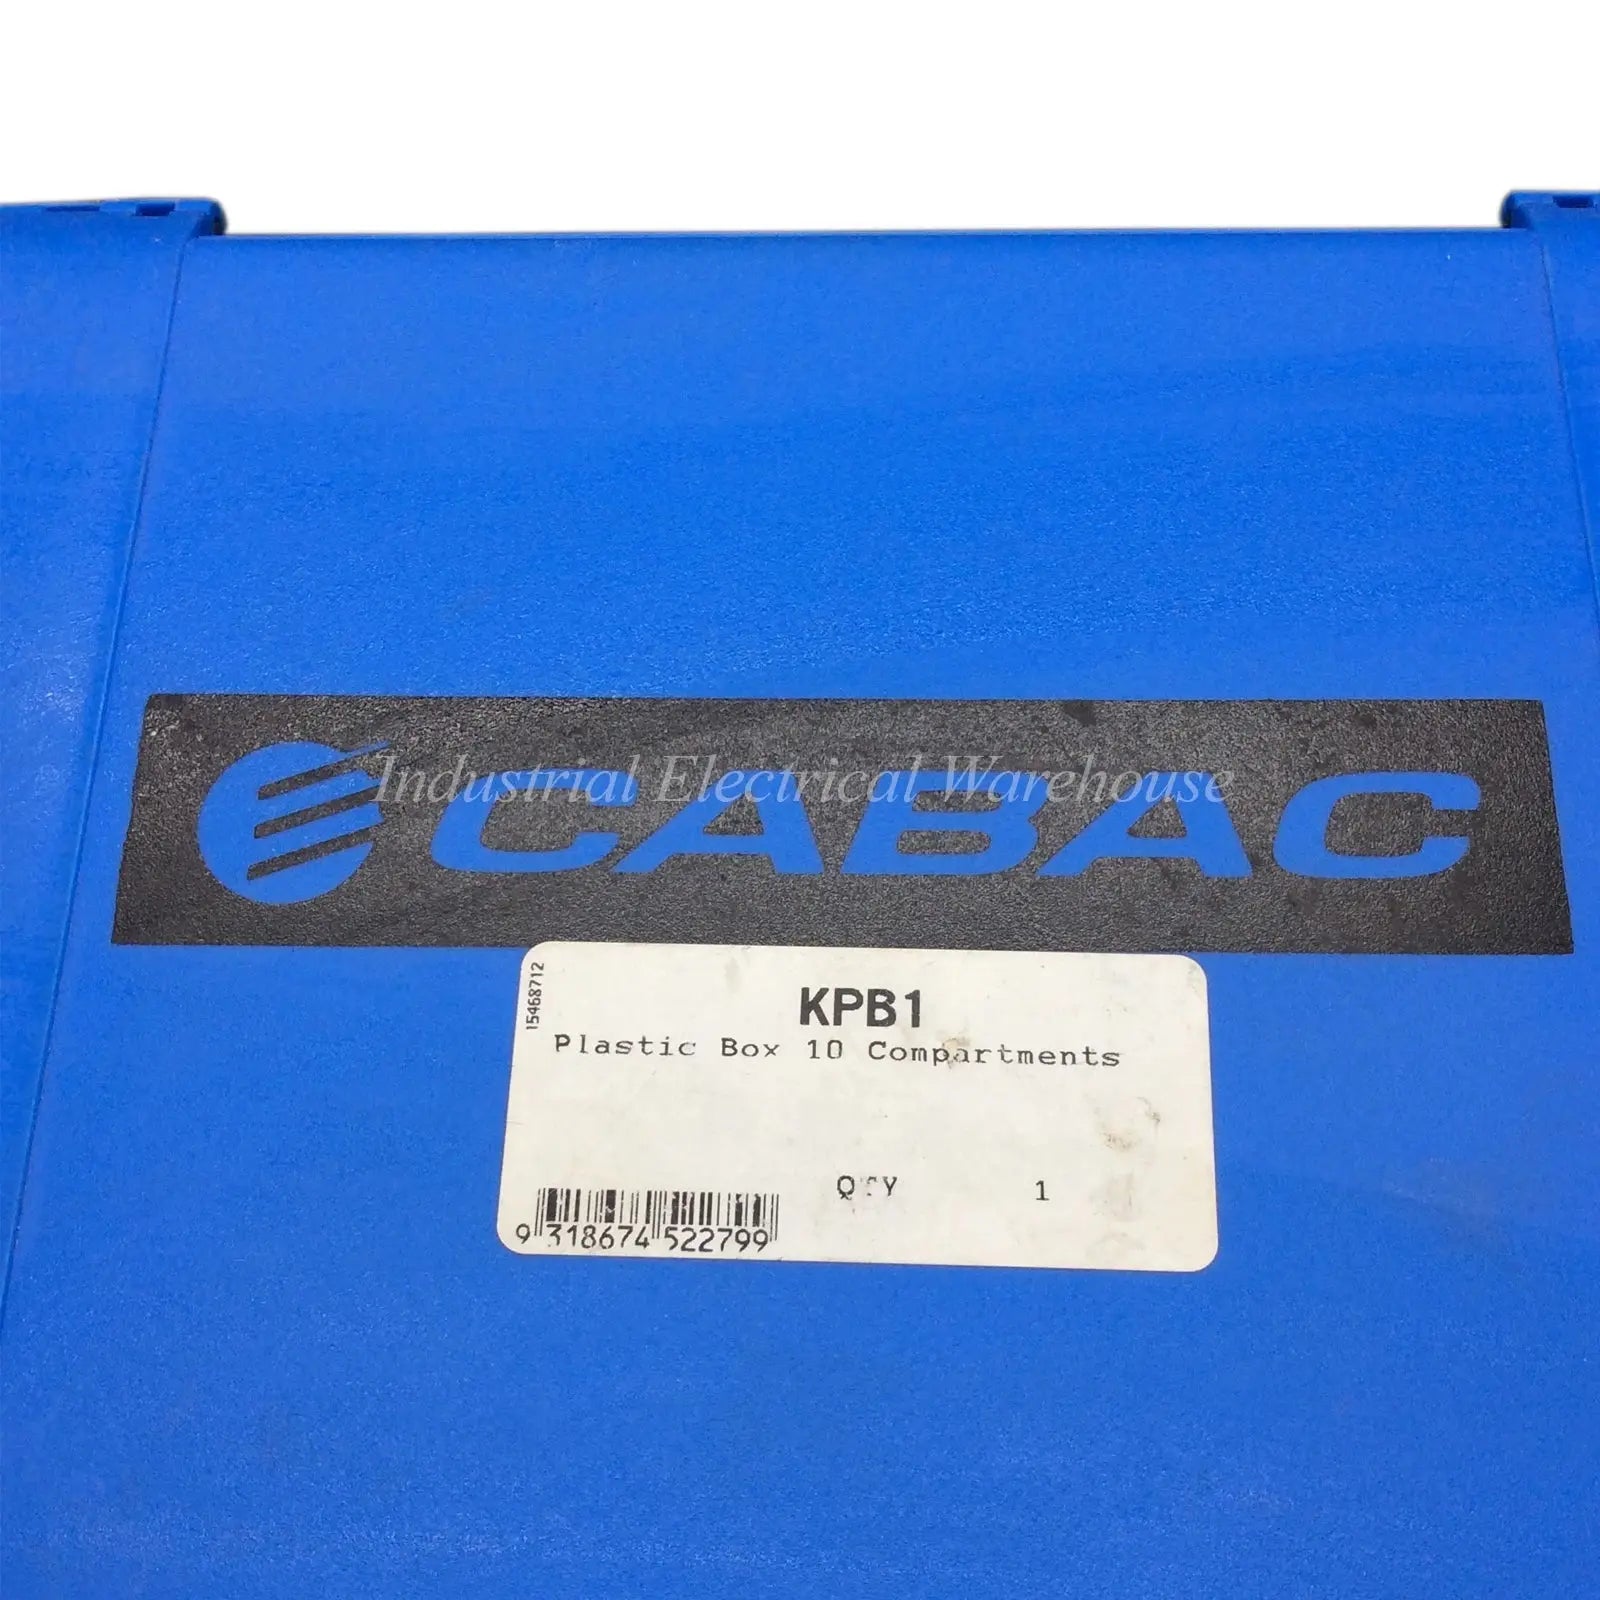 Industrial Electrical Warehouse
CABAC
15468712
KPB1
Plastic Box 10 Compartments
QTY 1
9 318674 522799